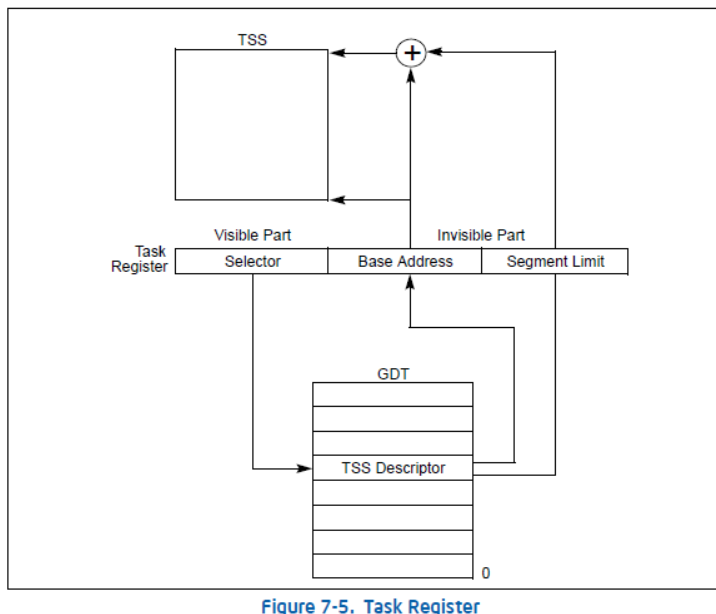 TSS
+
Visible Part
Invisible Part
Task
Register
Selector
Base Address
Segment Limit
GDT
TSS Descriptor
0
Figure 7-5. Task Register